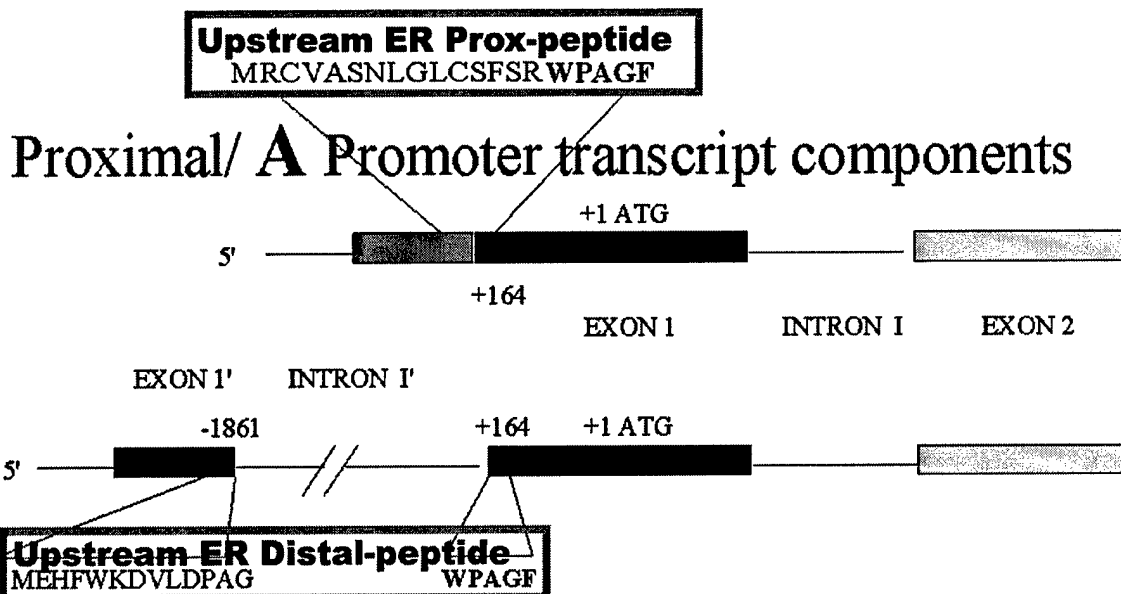 Upstream ER Prox-peptide
MRCVASNLGLCSFSRWPAGF
Proximal/ A Promoter transcript components
+1 ATG
5'
+164
EXON 1 INTRON I EXON 2
EXON 1' INTRON I'
-1861 +164 +1 ATG
5'
Upstream ER Distal-peptide
MEHFWKDVLDPAG WPAGF